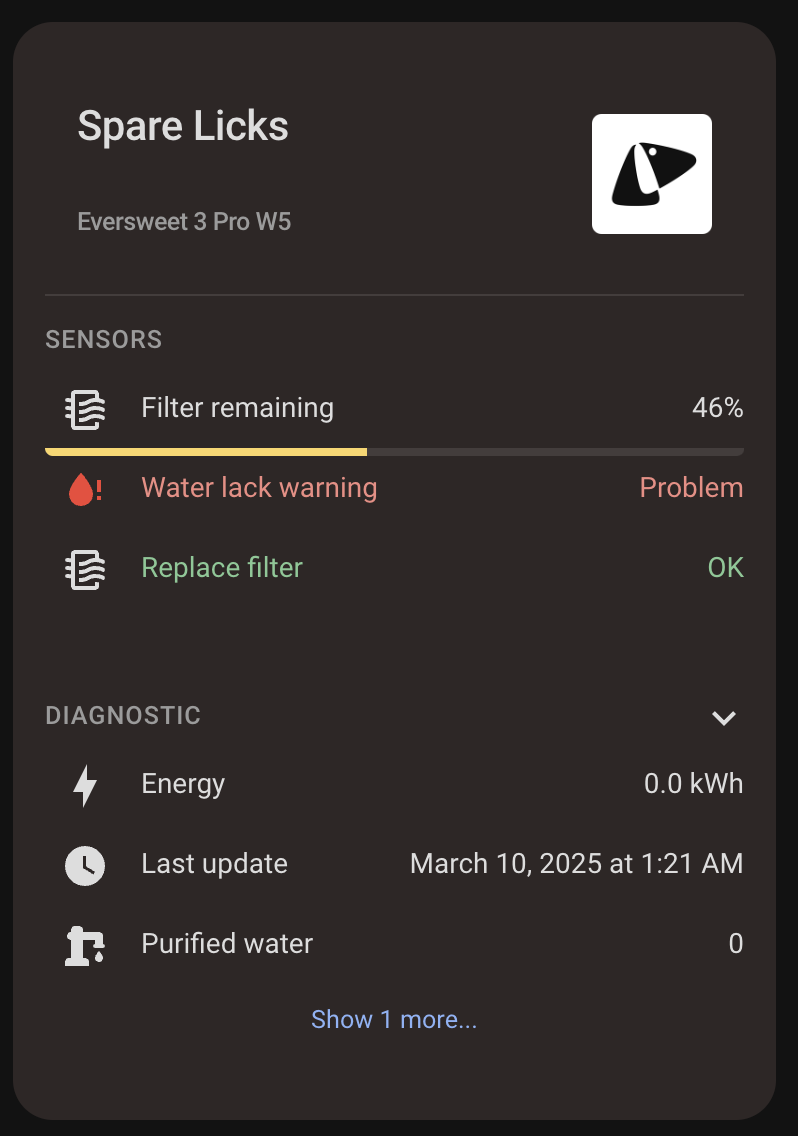 Spare Licks
Eversweet 3 Pro W5
SENSORS
Filter remaining 46%
Water lack warning Problem
Replace filter OK
DIAGNOSTIC
Energy 0.0 kWh
Last update March 10, 2025 at 1:21 AM
Purified water 0
Show 1 more...